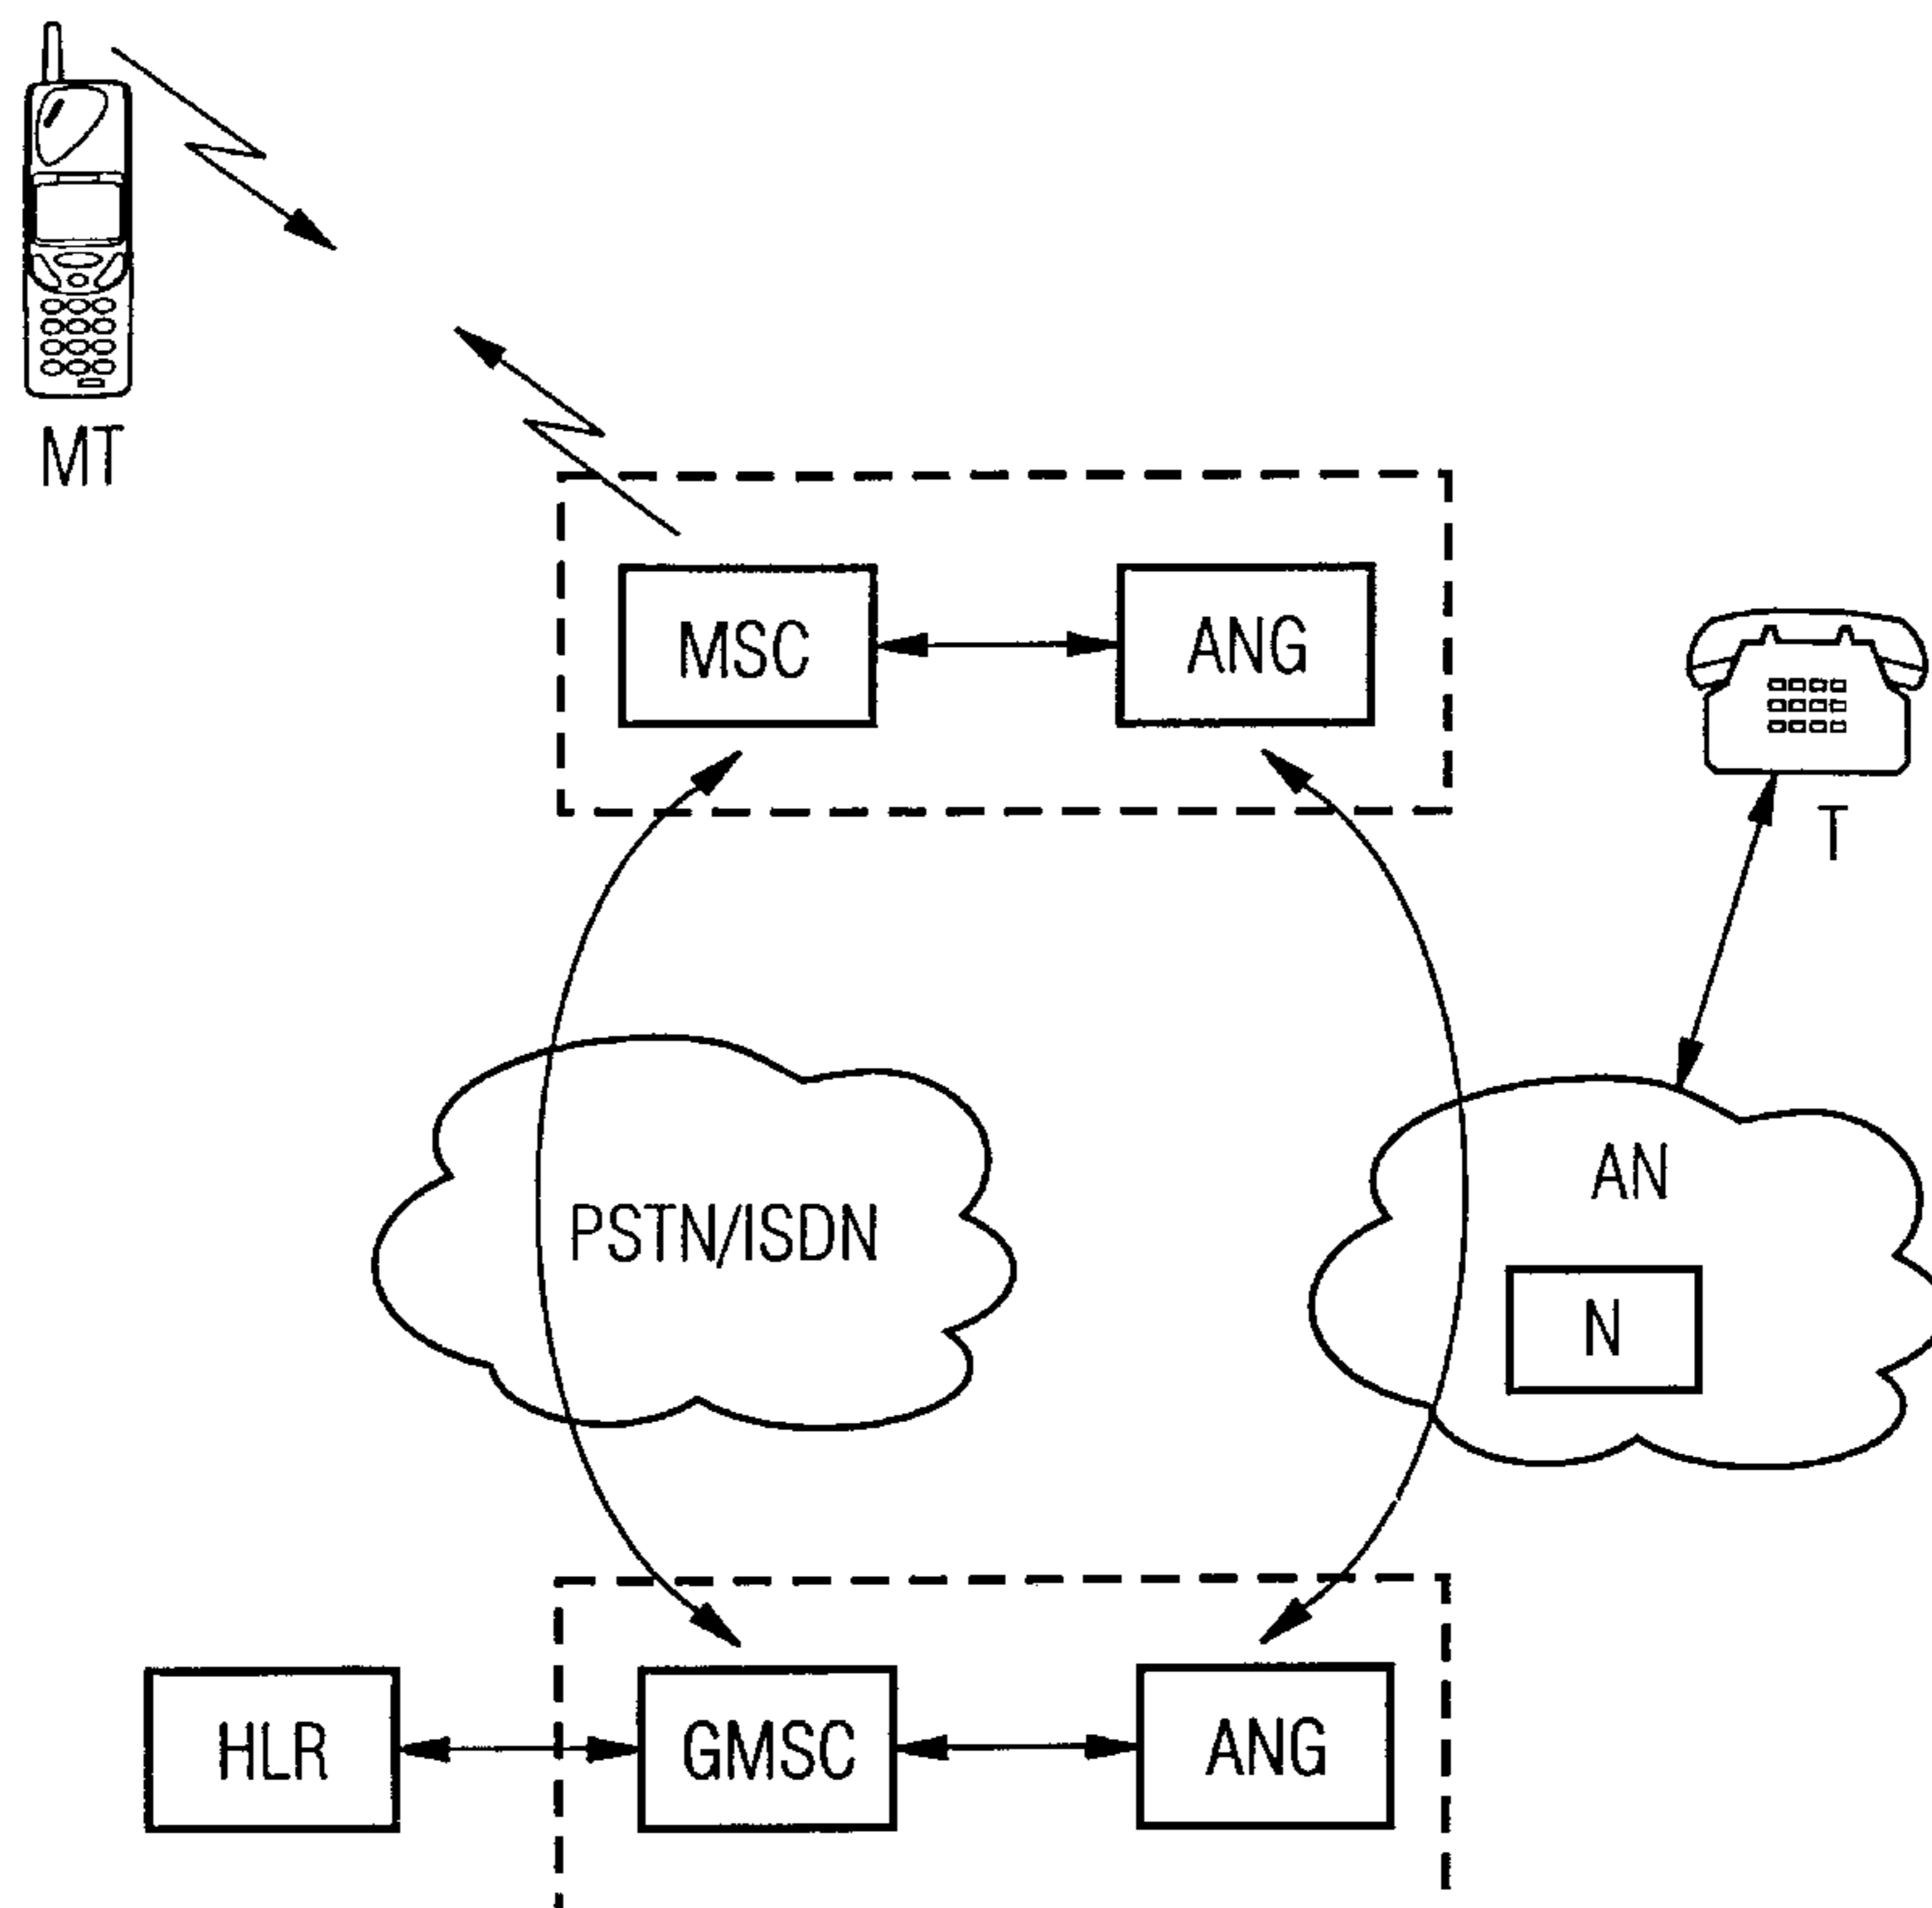 MT
MSC
ANG
T
PSTN/ISDN
AN
N
HLR
GMSC
ANG